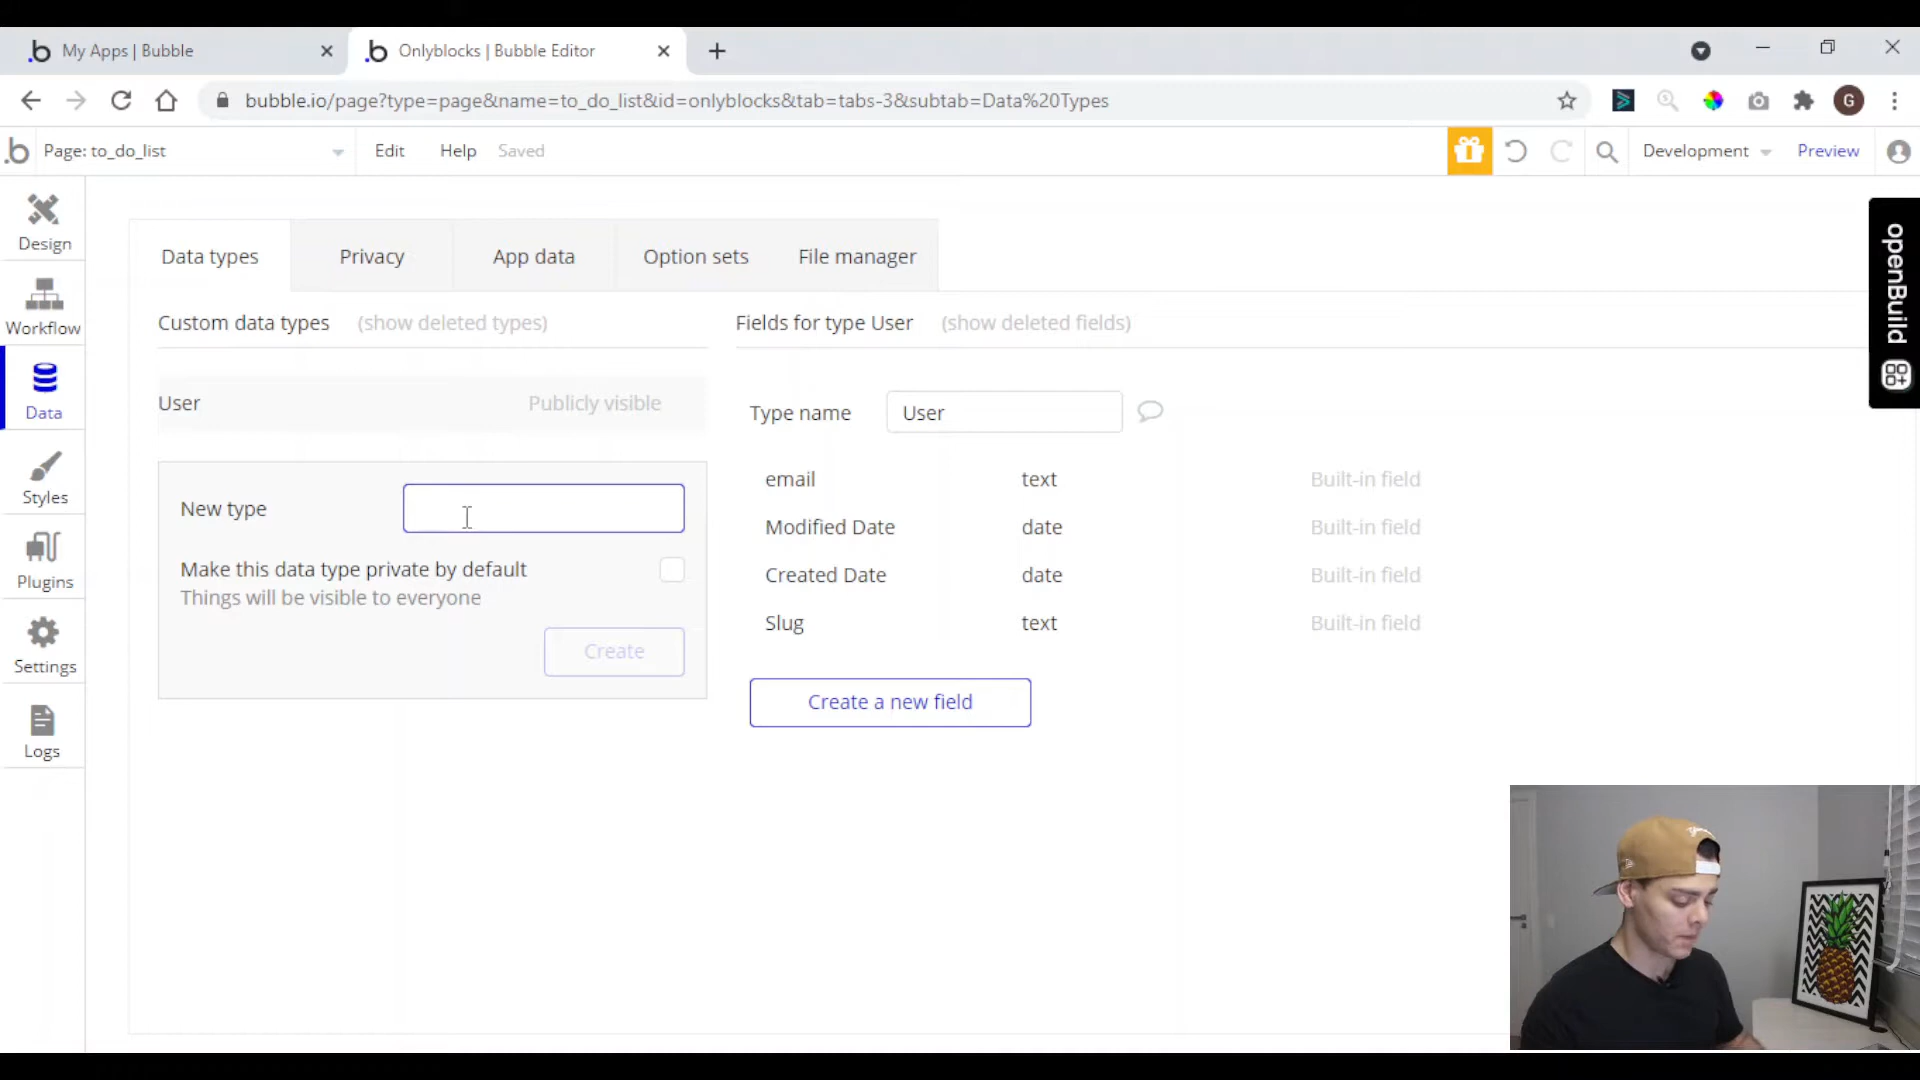 My Apps | Bubble
Onlyblocks | Bubble Editor
bubble.io/page?type=page&name=to_do_list&id=onlyblocks&tab=tabs-3&subtab=Data%20Types
G
Page: to_do_list
Edit
Help
Saved
Development
Preview
Design
Workflow
Data
Styles
Plugins
Settings
Logs
Data types
Privacy
App data
Option sets
File manager
Custom data types (show deleted types)
User Publicly visible
New type
Make this data type private by default
Things will be visible to everyone
Create
Fields for type User (show deleted fields)
Type name User
email text Built-in field
Modified Date date Built-in field
Created Date date Built-in field
Slug text Built-in field
Create a new field
openBuild